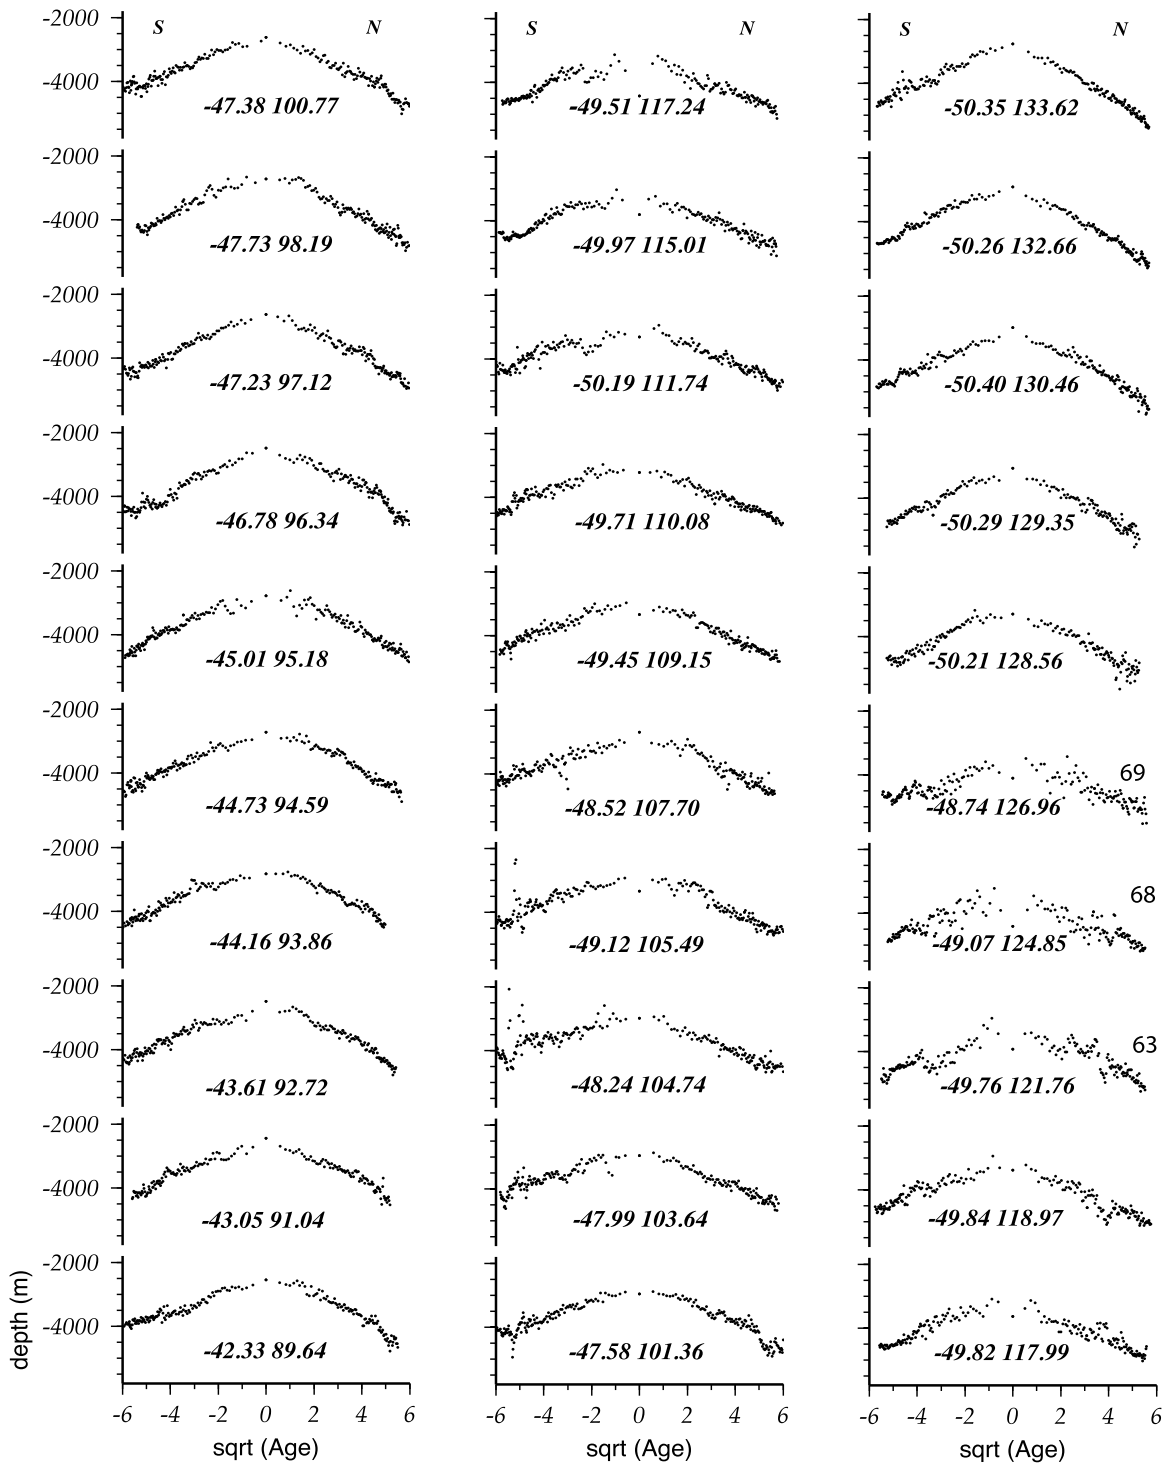 -2000 S N S N S N
-4000 -47.38 100.77 -49.51 117.24 -50.35 133.62
-2000
-4000 -47.73 98.19 -49.97 115.01 -50.26 132.66
-2000
-4000 -47.23 97.12 -50.19 111.74 -50.40 130.46
-2000
-4000 -46.78 96.34 -49.71 110.08 -50.29 129.35
-2000
-4000 -45.01 95.18 -49.45 109.15 -50.21 128.56
-2000
-4000 69
-44.73 94.59 -48.52 107.70 -48.74 126.96
-2000
-4000 68
-44.16 93.86 -49.12 105.49 -49.07 124.85
-2000
-4000 63
-43.61 92.72 -48.24 104.74 -49.76 121.76
-2000
-4000
-43.05 91.04 -47.99 103.64 -49.84 118.97
-2000
-4000
-42.33 89.64 -47.58 101.36 -49.82 117.99
depth (m)
-6 -4 -2 0 2 4 6 -6 -4 -2 0 2 4 6 -6 -4 -2 0 2 4 6
sqrt (Age) sqrt (Age) sqrt (Age)